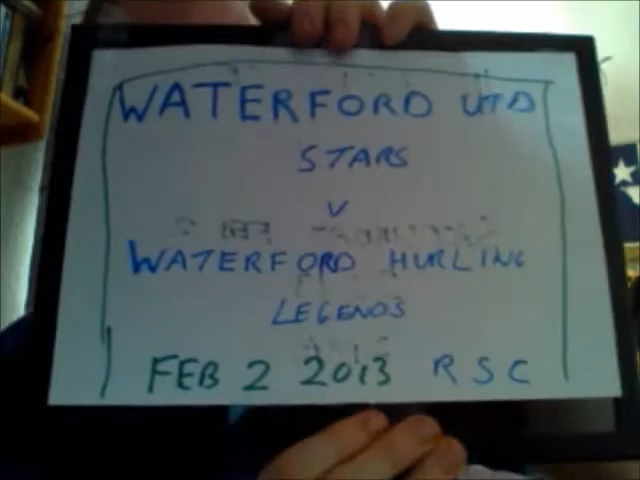 WATERFORD UTD
STARS
V
WATERFORD HURLING
LEGENDS
FEB 2 2013 RSC